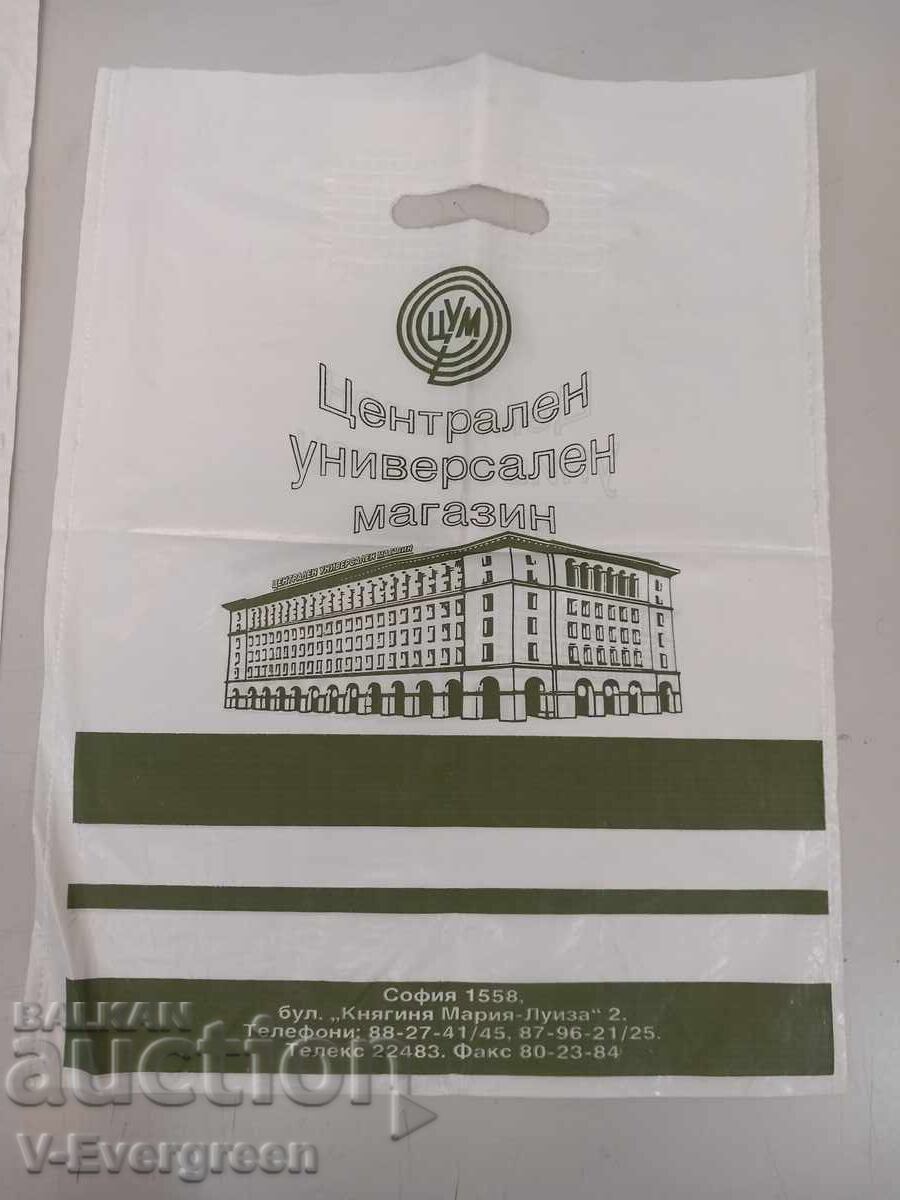 ЦУМ
Централен
универсален
магазин
ЦЕНТРАЛЕН УНИВЕРСАЛЕН МАГАЗИН
София 1558,
бул. „Княгиня Мария-Луиза" 2.
Телефони: 88-27-41/45, 87-96-21/25.
Телекс 22483. Факс 80-23-84
BALKAN
auction
V-Evergreen